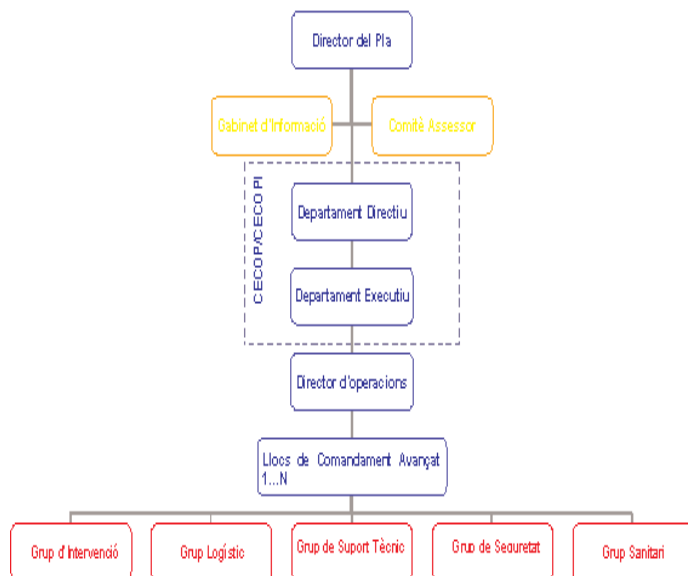 Director del Pla
Gabinet d'Informació
Comitè Assessor
CECOP/CECOPI
Departament Directiu
Departament Executiu
Director d'operacions
Llocs de Comandament Avançat
1...N
Grup d'Intervenció
Grup Logístic
Grup de Suport Tècnic
Grup de Seguretat
Grup Sanitari